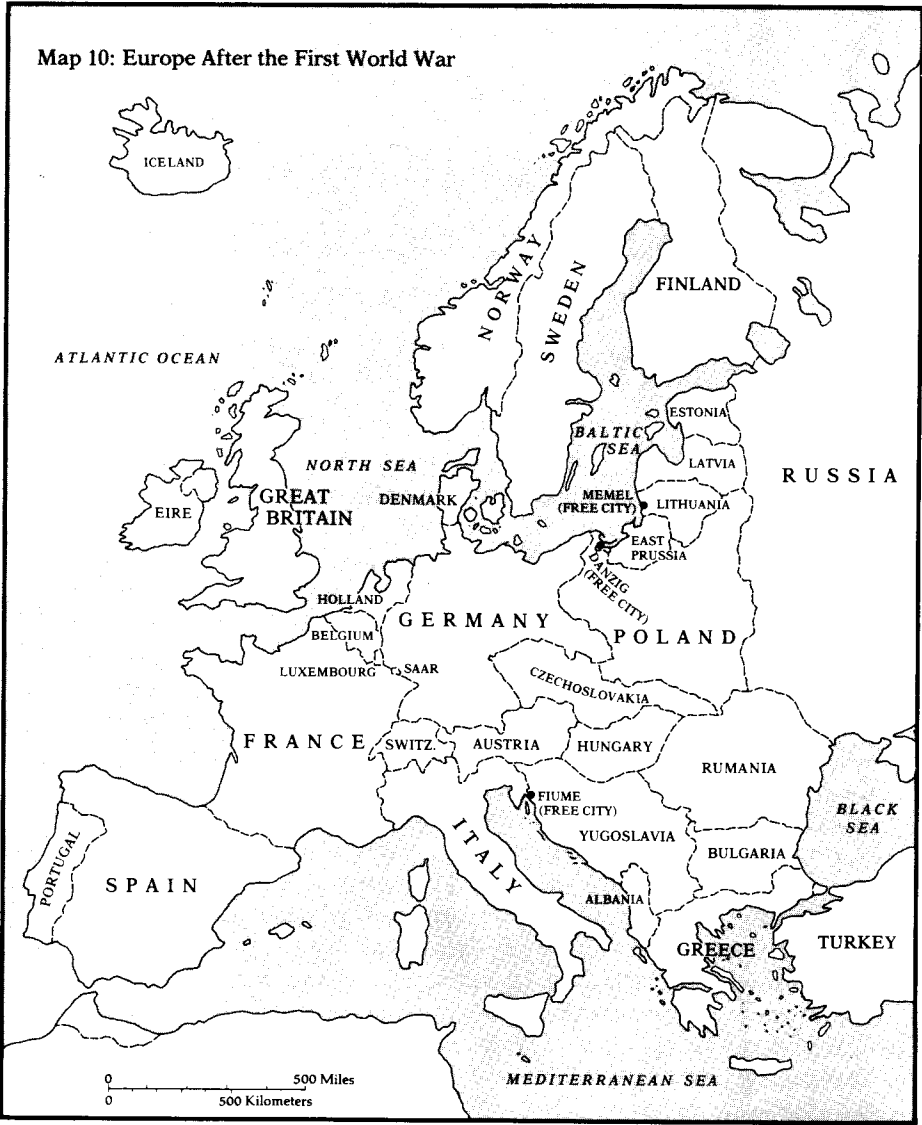 Map 10: Europe After the First World War
ICELAND
NORWAY
SWEDEN
FINLAND
ATLANTIC OCEAN
ESTONIA
BALTIC
SEA
LATVIA
RUSSIA
NORTH SEA
GREAT
BRITAIN
DENMARK
MEMEL
(FREE CITY)
LITHUANIA
EIRE
EAST
PRUSSIA
DANZIG
(FREE CITY)
HOLLAND
GERMANY
POLAND
BELGIUM
LUXEMBOURG
SAAR
CZECHOSLOVAKIA
FRANCE
SWITZ.
AUSTRIA
HUNGARY
RUMANIA
FIUME
(FREE CITY)
BLACK
SEA
YUGOSLAVIA
ITALY
BULGARIA
PORTUGAL
SPAIN
ALBANIA
GREECE
TURKEY
0 500 Miles
0 500 Kilometers
MEDITERRANEAN SEA